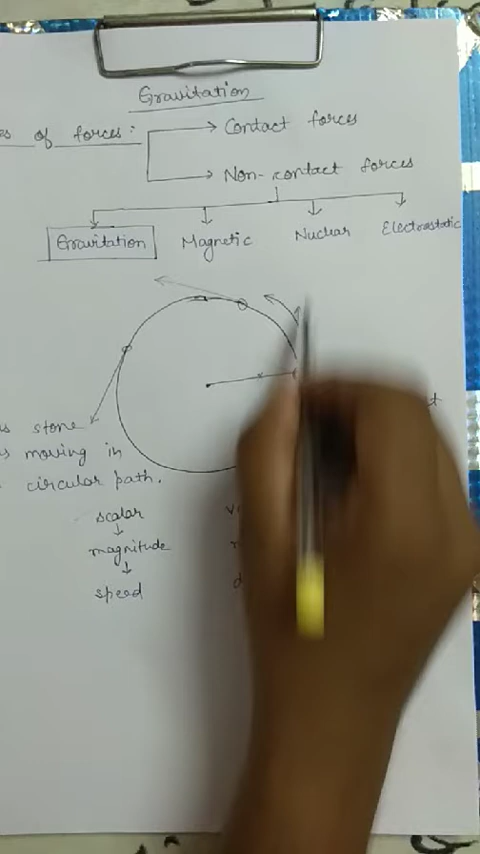 Gravitation
es of forces:
Contact forces
Non-contact forces
Gravitation Magnetic Nuclear Electrostatic
s stone
s moving in
circular path.
scalar
magnitude
speed